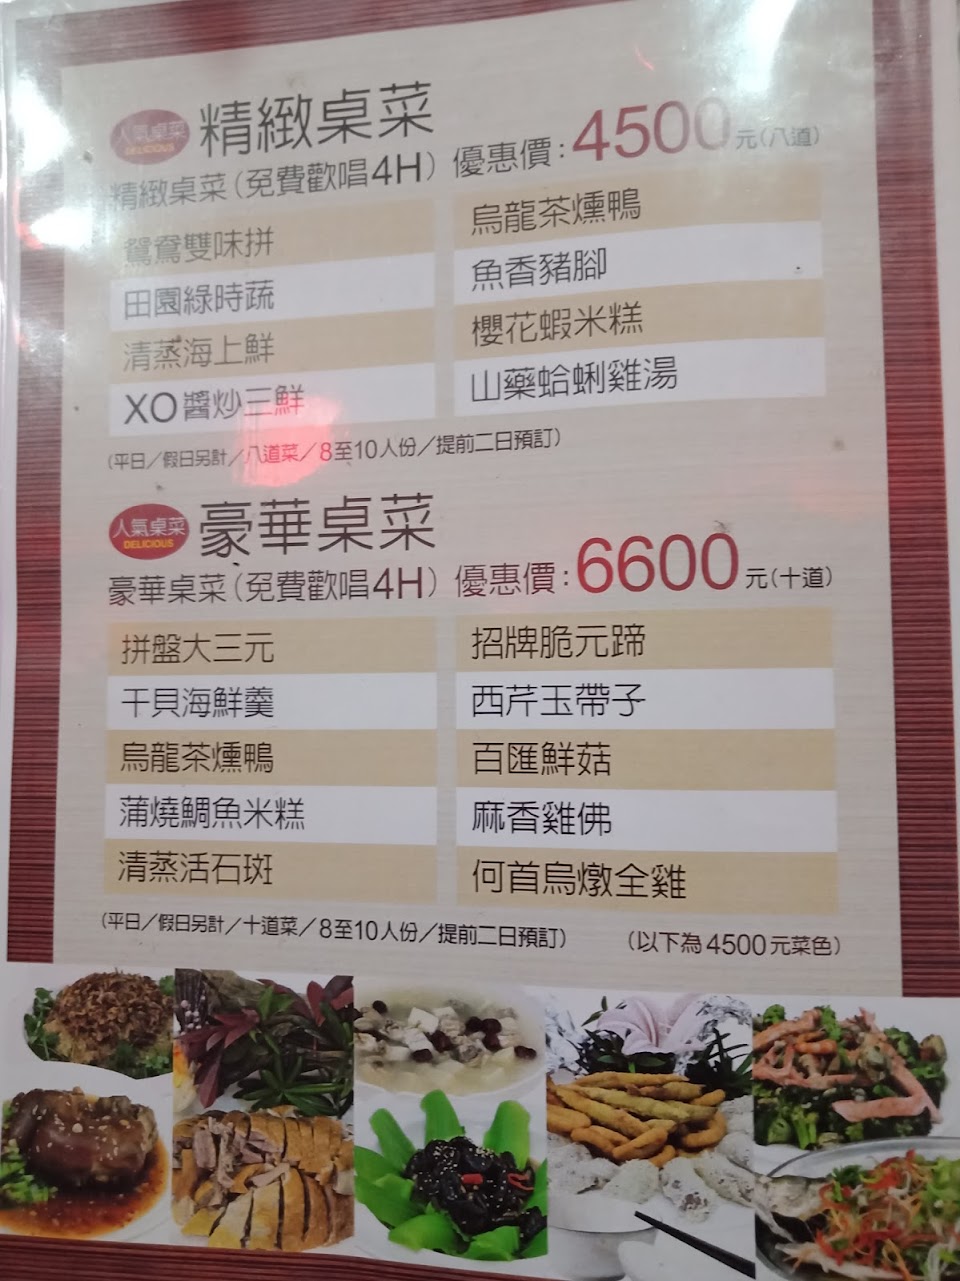 人氣桌菜
DELICIOUS
精緻桌菜
精緻桌菜(免費歡唱4H) 優惠價:4500元(八道)
鴛鴦雙味拼
烏龍茶燻鴨
田園綠時蔬
魚香豬腳
清蒸海上鮮
櫻花蝦米糕
XO醬炒三鮮
山藥蛤蜊雞湯
(平日/假日另計/八道菜/8至10人份/提前二日預訂)
人氣桌菜
DELICIOUS
豪華桌菜
豪華桌菜(免費歡唱4H) 優惠價:6600元(十道)
拼盤大三元
招牌脆元蹄
干貝海鮮羹
西芹玉帶子
烏龍茶燻鴨
百匯鮮菇
蒲燒鯛魚米糕
麻香雞佛
清蒸活石斑
何首烏燉全雞
(平日/假日另計/十道菜/8至10人份/提前二日預訂) (以下為4500元菜色)